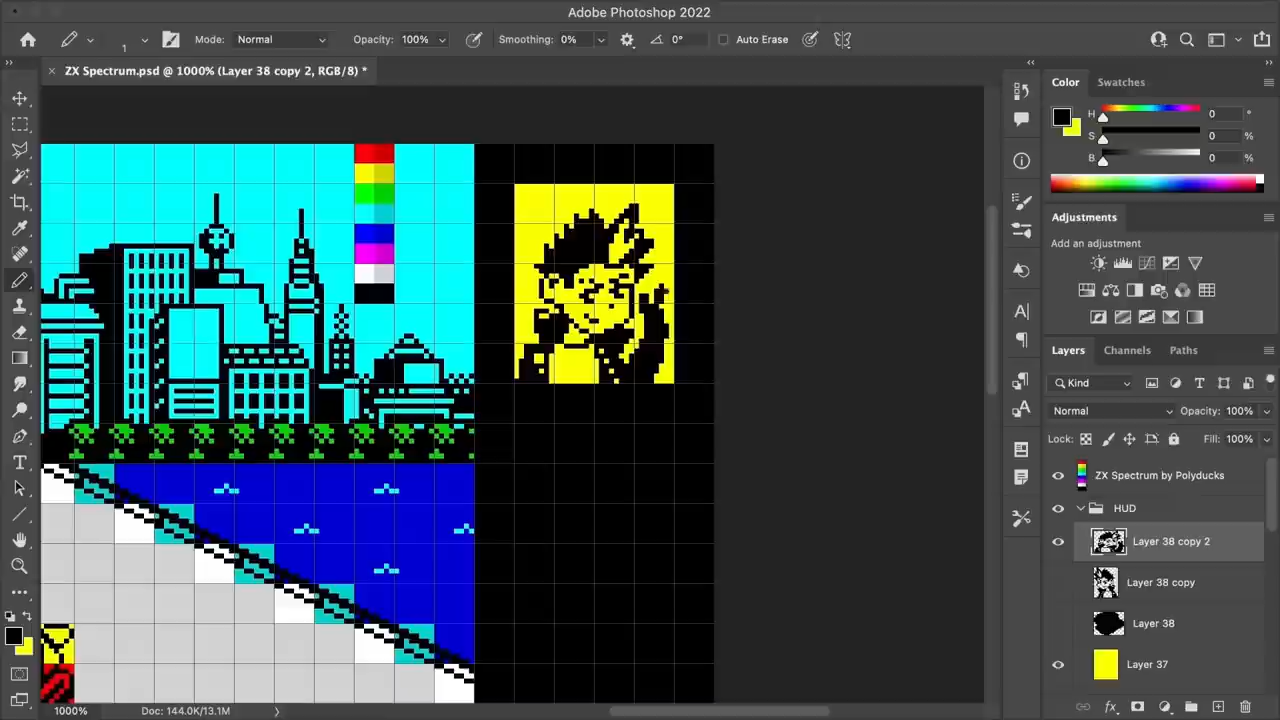 Adobe Photoshop 2022
1 Mode: Normal Opacity: 100% Smoothing: 0% 0° Auto Erase
ZX Spectrum.psd @ 1000% (Layer 38 copy 2, RGB/8) *
Color Swatches
H 0 °
S 0 %
B 0 %
Adjustments
Add an adjustment
Layers Channels Paths
Kind
Normal Opacity: 100%
Lock: Fill: 100%
ZX Spectrum by Polyducks
HUD
Layer 38 copy 2
Layer 38 copy
Layer 38
Layer 37
fx
1000% Doc: 144.0K/13.1M